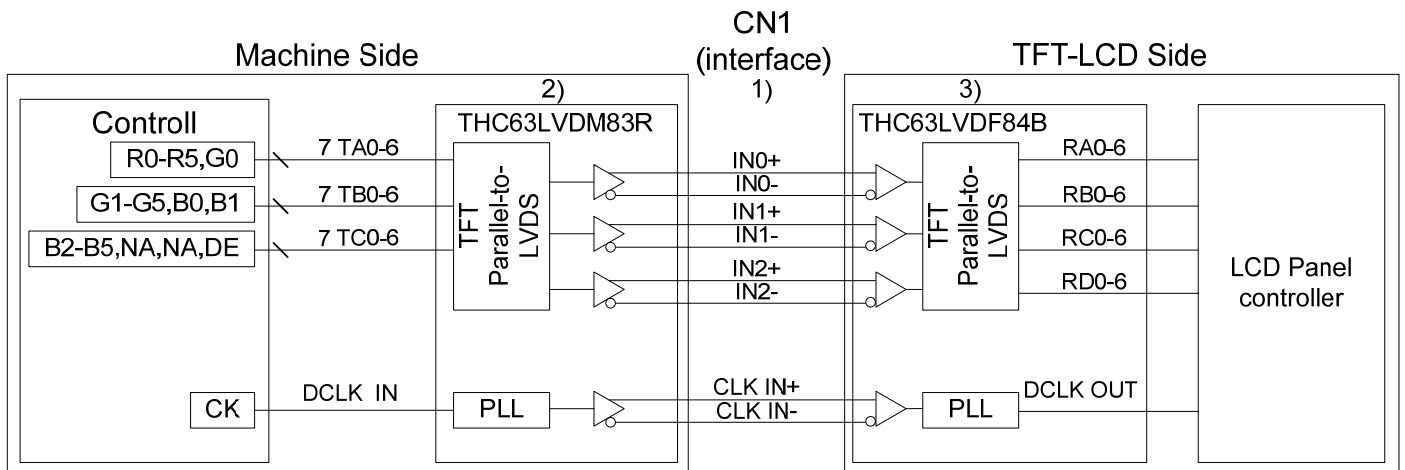 CN1
(interface)
1)
Machine Side
TFT-LCD Side
Controll
R0-R5,G0
G1-G5,B0,B1
B2-B5,NA,NA,DE
CK
7 TA0-6
7 TB0-6
7 TC0-6
DCLK IN
2)
THC63LVDM83R
TFT
Parallel-to-
LVDS
PLL
IN0+
IN0-
IN1+
IN1-
IN2+
IN2-
CLK IN+
CLK IN-
3)
THC63LVDF84B
TFT
Parallel-to-
LVDS
PLL
RA0-6
RB0-6
RC0-6
RD0-6
DCLK OUT
LCD Panel
controller